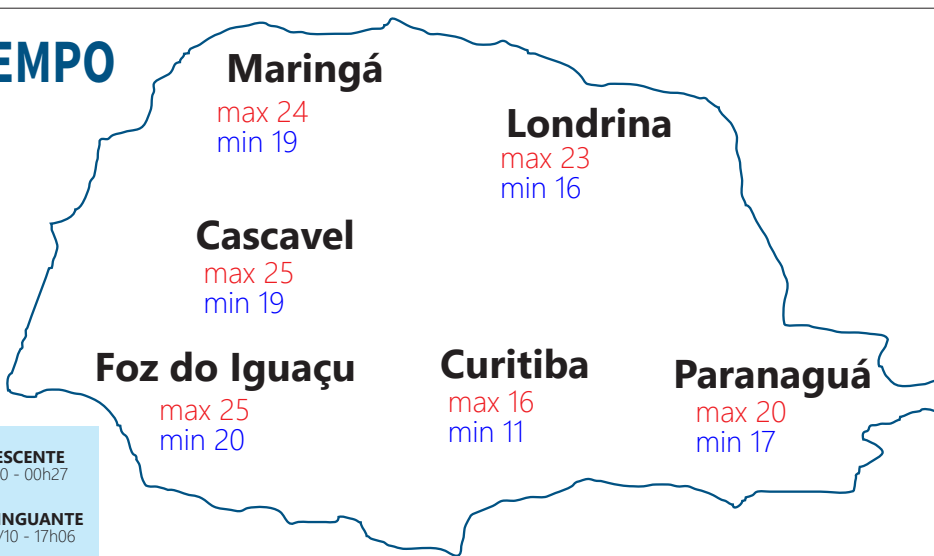 EMPO
Maringá
max 24
min 19
Londrina
max 23
min 16
Cascavel
max 25
min 19
Foz do Iguaçu
max 25
min 20
Curitiba
max 16
min 11
Paranaguá
max 20
min 17
ESCENTE
0 - 00h27
INGUANTE
/10 - 17h06